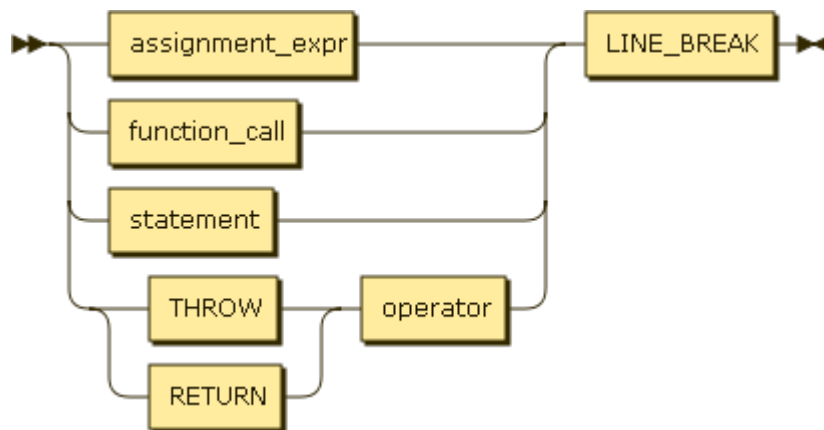 assignment_expr
LINE_BREAK
function_call
statement
THROW
operator
RETURN